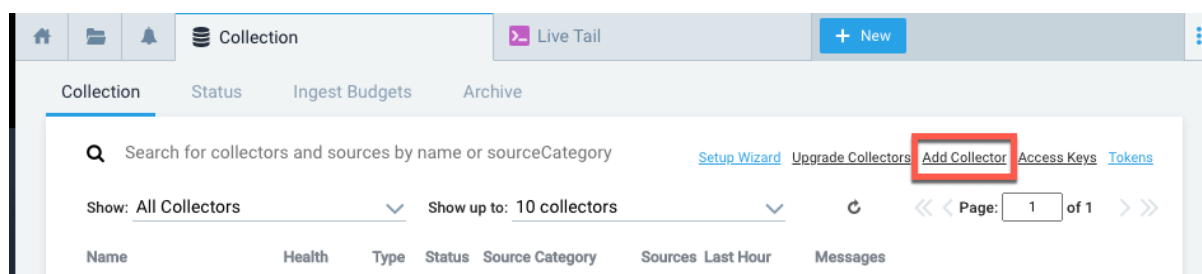 Collection
Live Tail
+ New
Collection Status Ingest Budgets Archive
Search for collectors and sources by name or sourceCategory
Setup Wizard Upgrade Collectors Add Collector Access Keys Tokens
Show: All Collectors Show up to: 10 collectors Page: 1 of 1
Name Health Type Status Source Category Sources Last Hour Messages